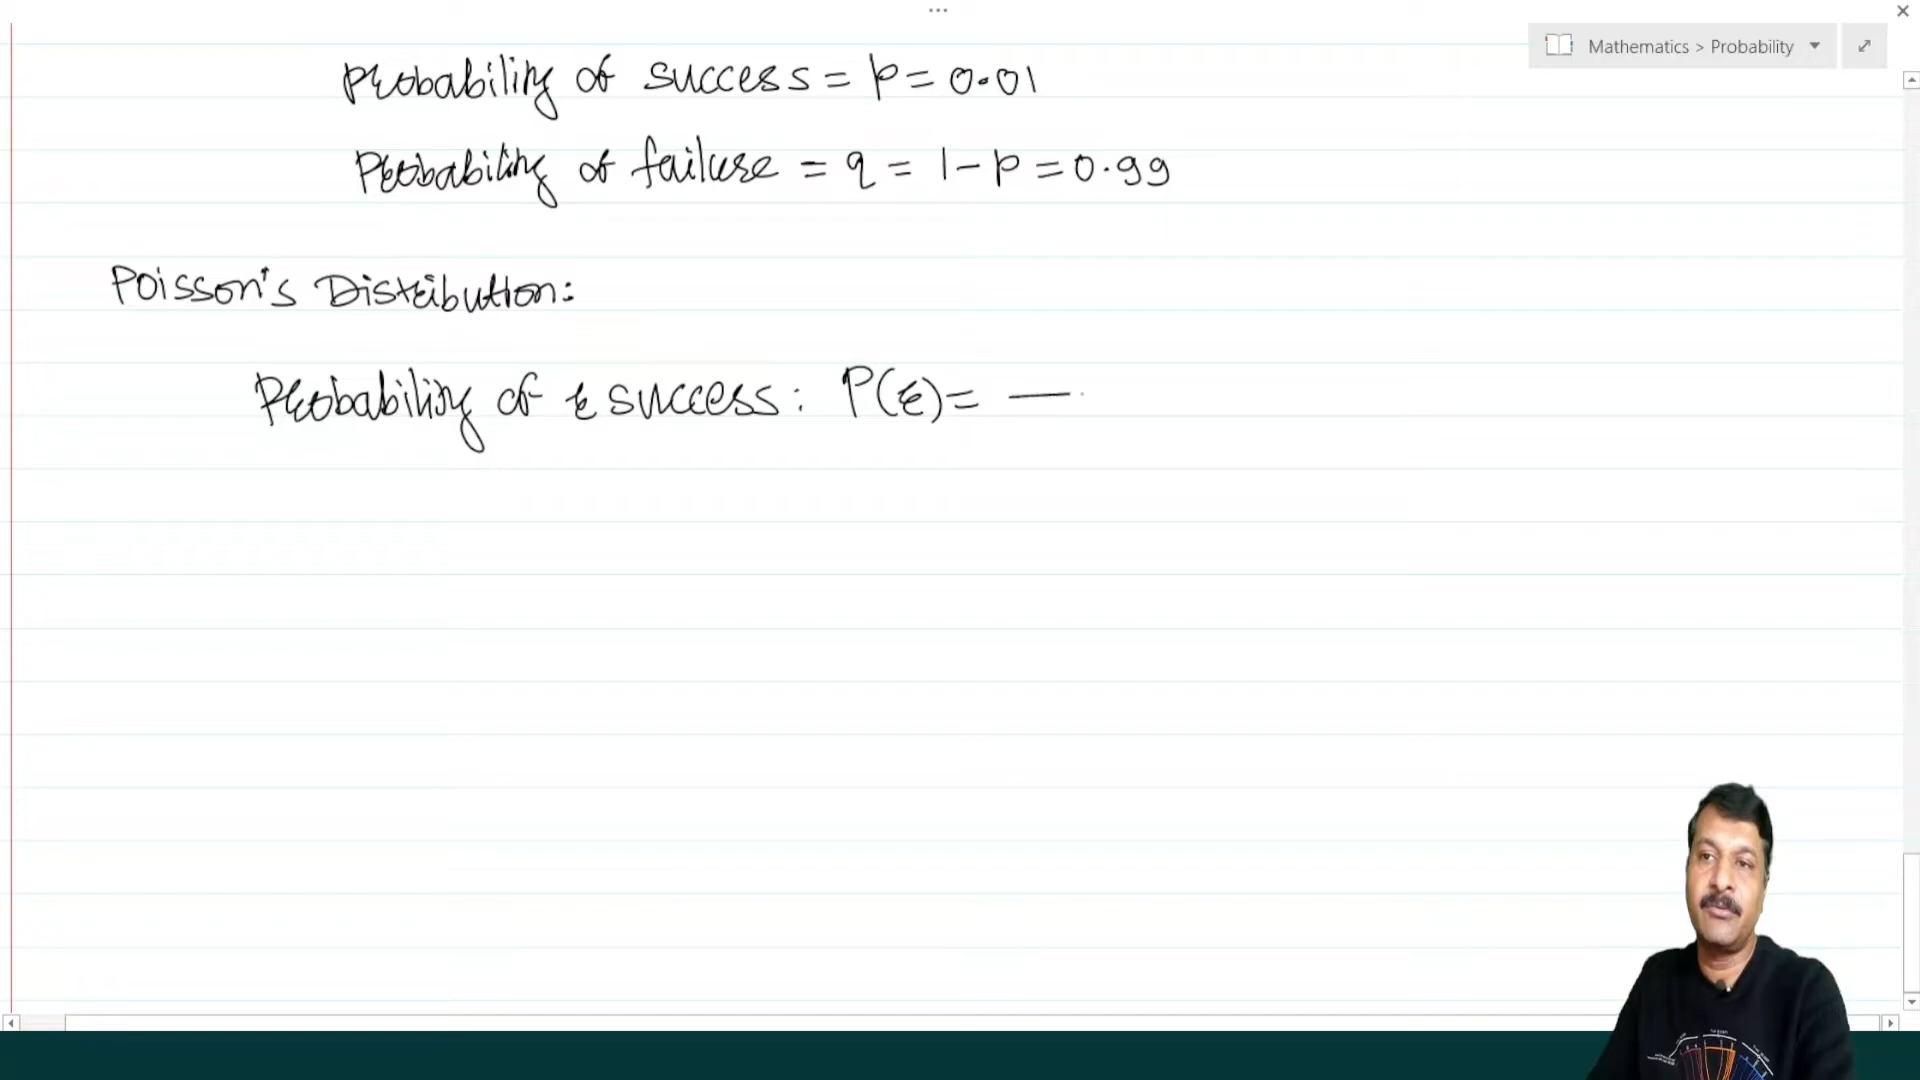 Mathematics > Probability
Probability of success = p = 0.01
Probability of failure = q = 1 - p = 0.99
Poisson's Distribution:
Probability of r success : P(r) = —